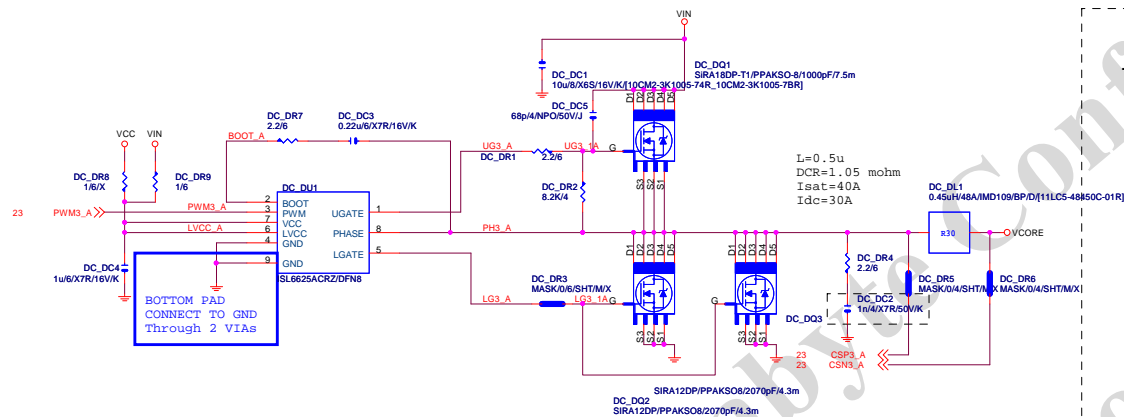 VIN
DC_DC1
10u/8/X6S/16V/K/[10CM2-3K1005-74R_10CM2-3K1005-7BR]
DC_DQ1
SiRA18DP-T1/PPAKSO-8/1000pF/7.5m
DC_DC5
68p/4/NPO/50V/J
D1
D2
D3
D4
D5
G
S3
S2
S1
DC_DR7
2.2/6
DC_DC3
0.22u/6/X7R/16V/K
BOOT_A
VCC
VIN
DC_DR8
1/6/X
DC_DR9
1/6
UG3_A
DC_DR1
2.2/6
UG3_1A
DC_DR2
8.2K/4
L=0.5u
DCR=1.05 mohm
Isat=40A
Idc=30A
DC_DU1
2
BOOT
3
PWM
7
VCC
6
LVCC
4
GND
9
GND
UGATE
1
PHASE
8
LGATE
5
ISL6625ACRZ/DFN8
23
PWM3_A
PWM3_A
LVCC_A
DC_DC4
1u/6/X7R/16V/K
BOTTOM PAD
CONNECT TO GND
Through 2 VIAs
PH3_A
DC_DL1
0.45uH/48A/IMD109/BP/D/[11LC5-48450C-01R]
R30
VCORE
LG3_A
DC_DR3
MASK/0/6/SHT/M/X
LG3_1A
D1
D2
D3
D4
D5
G
S3
S2
S1
D1
D2
D3
D4
D5
G
S3
S2
S1
DC_DQ3
DC_DR4
2.2/6
DC_DC2
1n/4/X7R/50V/K
DC_DR5
MASK/0/4/SHT/M/X
DC_DR6
MASK/0/4/SHT/M/X
23
CSP3_A
23
CSN3_A
SIRA12DP/PPAKSO8/2070pF/4.3m
DC_DQ2
SIRA12DP/PPAKSO8/2070pF/4.3m